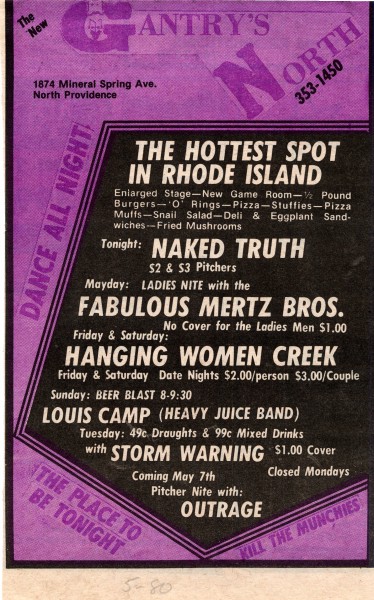 The New
GANTRY'S
NORTH
353-1450
1874 Mineral Spring Ave.
North Providence
DANCE ALL NIGHT!
THE HOTTEST SPOT
IN RHODE ISLAND
Enlarged Stage—New Game Room—½ Pound
Burgers—'O' Rings—Pizza—Stuffies—Pizza
Muffs—Snail Salad—Deli & Eggplant Sand-
wiches—Fried Mushrooms
Tonight: NAKED TRUTH
$2 & $3 Pitchers
Mayday: LADIES NITE with the
FABULOUS MERTZ BROS.
No Cover for the Ladies Men $1.00
Friday & Saturday:
HANGING WOMEN CREEK
Friday & Saturday Date Nights $2.00/person $3.00/Couple
Sunday: BEER BLAST 8-9:30
LOUIS CAMP (HEAVY JUICE BAND)
Tuesday: 49c Draughts & 99c Mixed Drinks
with STORM WARNING $1.00 Cover
Coming May 7th Closed Mondays
Pitcher Nite with:
OUTRAGE
THE PLACE TO
BE TONIGHT
KILL THE MUNCHIES
5-80